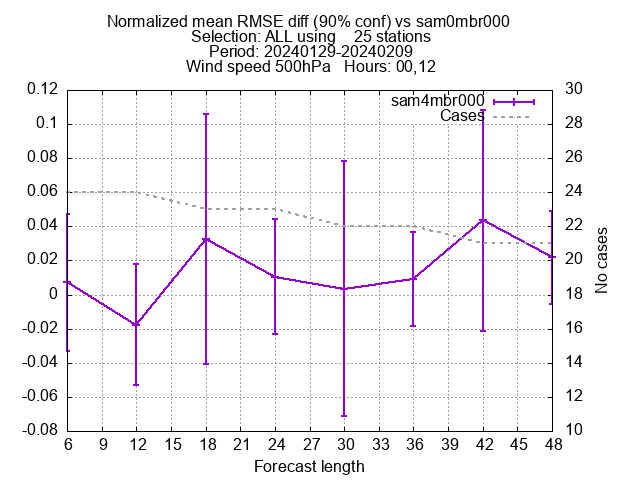 Normalized mean RMSE diff (90% conf) vs sam0mbr000
Selection: ALL using    25 stations
Period: 20240129-20240209
Wind speed 500hPa   Hours: 00,12
sam4mbr000
Cases
0.12
0.1
0.08
0.06
0.04
0.02
0
-0.02
-0.04
-0.06
-0.08
30
28
26
24
22
20
18
16
14
12
10
No cases
6 9 12 15 18 21 24 27 30 33 36 39 42 45 48
Forecast length